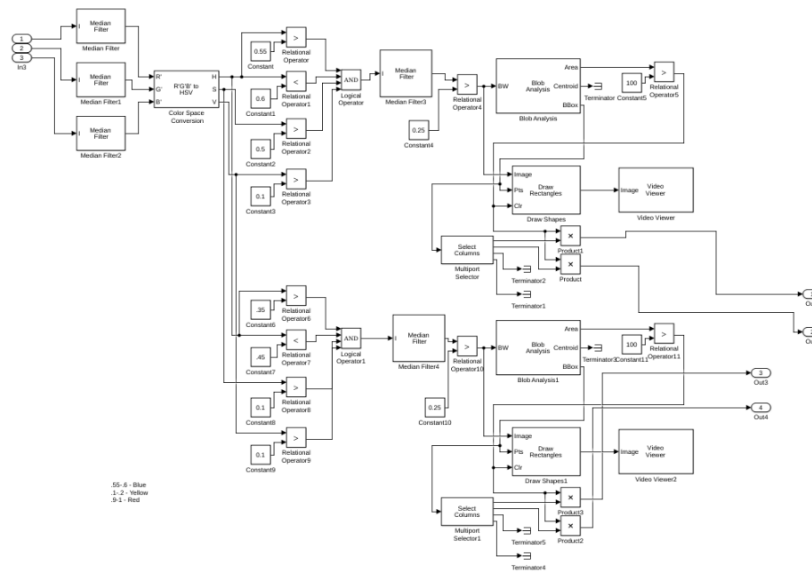 1
2
3
In3
I
Median
Filter
Median Filter
I
Median
Filter
Median Filter1
I
Median
Filter
Median Filter2
R'
G'
B'
R'G'B' to
HSV
H
S
V
Color Space
Conversion
0.55
Constant
>
Relational
Operator
0.6
Constant1
<
Relational
Operator1
0.5
Constant2
>
Relational
Operator2
0.1
Constant3
>
Relational
Operator3
AND
Logical
Operator
I
Median
Filter
Median Filter3
0.25
Constant4
>
Relational
Operator4
BW
Blob
Analysis
Area
Centroid
BBox
Blob Analysis
Terminator
100
Constant5
>
Relational
Operator5
Image
Pts
Clr
Draw
Rectangles
Draw Shapes
Image
Video
Viewer
Video Viewer
Select
Columns
Multiport
Selector
Terminator2
Terminator1
×
Product1
×
Product
Ou
Ou
.35
Constant6
>
Relational
Operator6
.45
Constant7
<
Relational
Operator7
0.1
Constant8
>
Relational
Operator8
0.1
Constant9
>
Relational
Operator9
AND
Logical
Operator1
I
Median
Filter
Median Filter4
0.25
Constant10
>
Relational
Operator10
BW
Blob
Analysis
Area
Centroid
BBox
Blob Analysis1
100
Constant11
>
Relational
Operator11
3
Out3
4
Out4
Image
Pts
Clr
Draw
Rectangles
Draw Shapes1
Image
Video
Viewer
Video Viewer2
Select
Columns
Multiport
Selector1
Terminator5
Terminator4
×
Product3
×
Product2
.55-.6 - Blue
.1-.2 - Yellow
.9-1 - Red